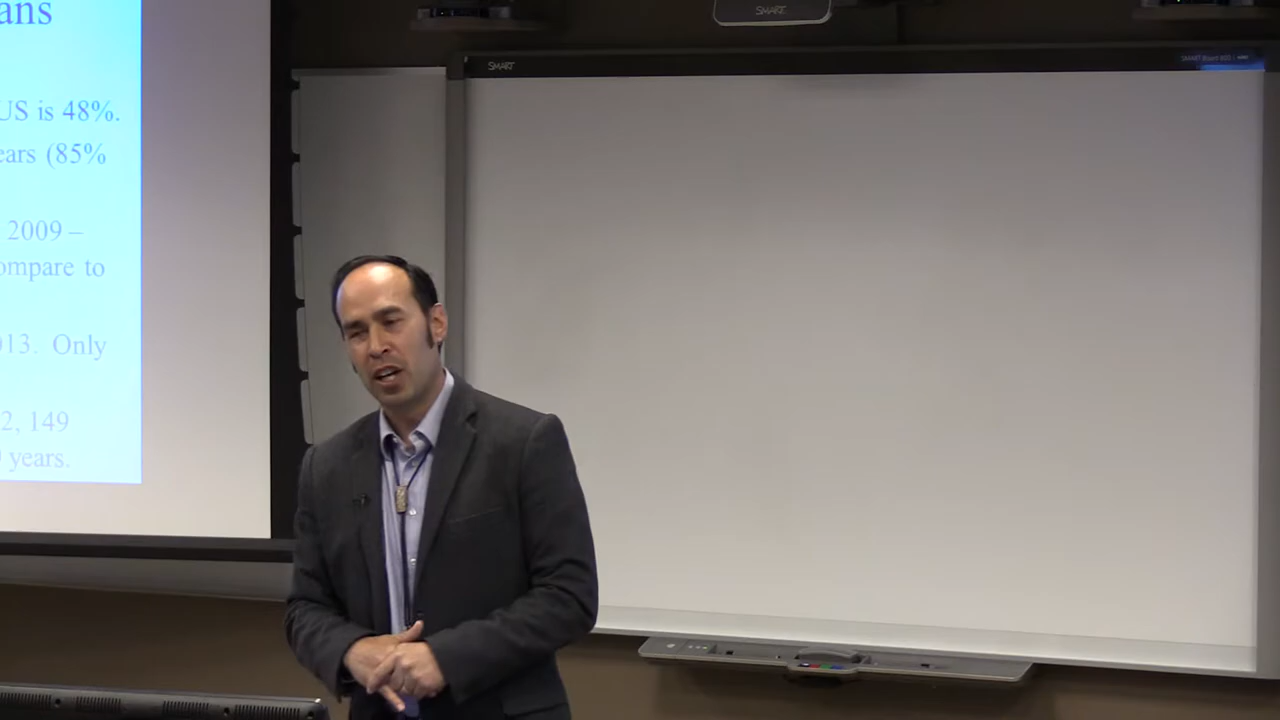 ans
US is 48%.
ears (85%
2009 –
ompare to
013. Only
2, 149
years.
SMART
SMART